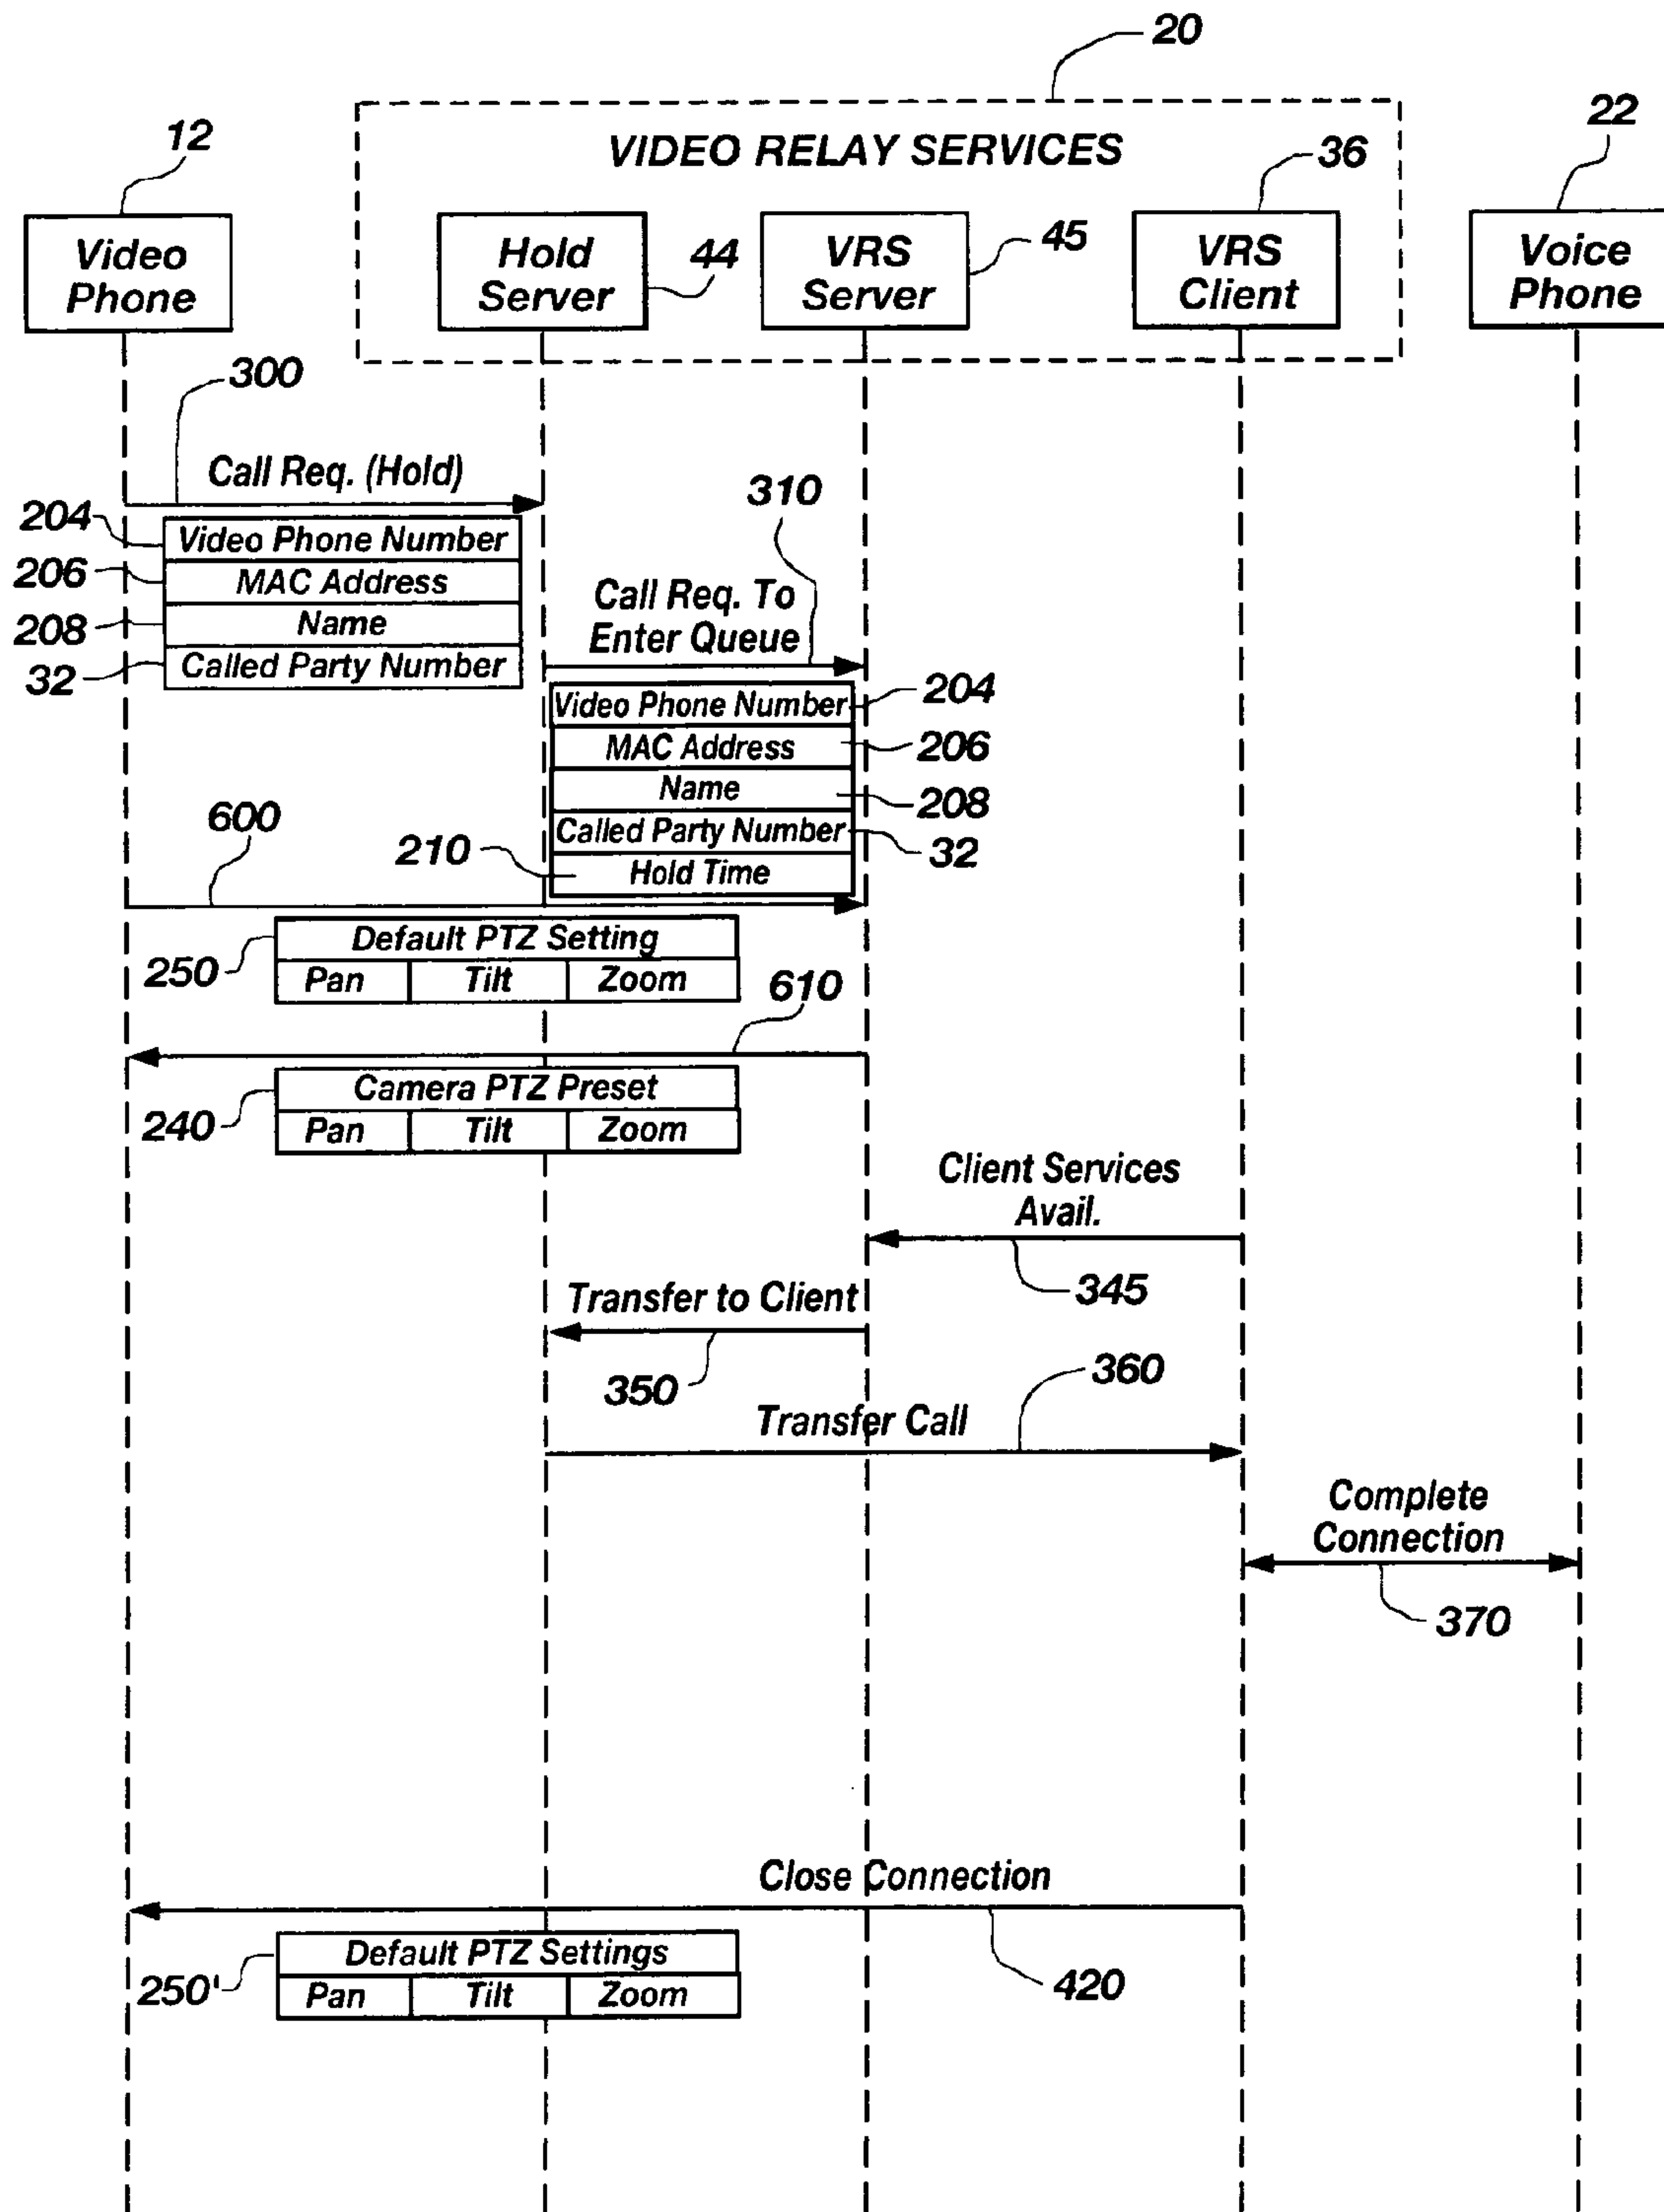 20
VIDEO RELAY SERVICES
12
36
22
Video
Phone
Hold
Server
44
VRS
Server
45
VRS
Client
Voice
Phone
300
Call Req. (Hold)
204
Video Phone Number
206
MAC Address
208
Name
32
Called Party Number
310
Call Req. To
Enter Queue
Video Phone Number
204
MAC Address
206
Name
208
Called Party Number
32
210
Hold Time
600
250
Default PTZ Setting
Pan Tilt Zoom
610
240
Camera PTZ Preset
Pan Tilt Zoom
Client Services
Avail.
345
Transfer to Client
350
360
Transfer Call
Complete
Connection
370
Close Connection
420
250'
Default PTZ Settings
Pan Tilt Zoom